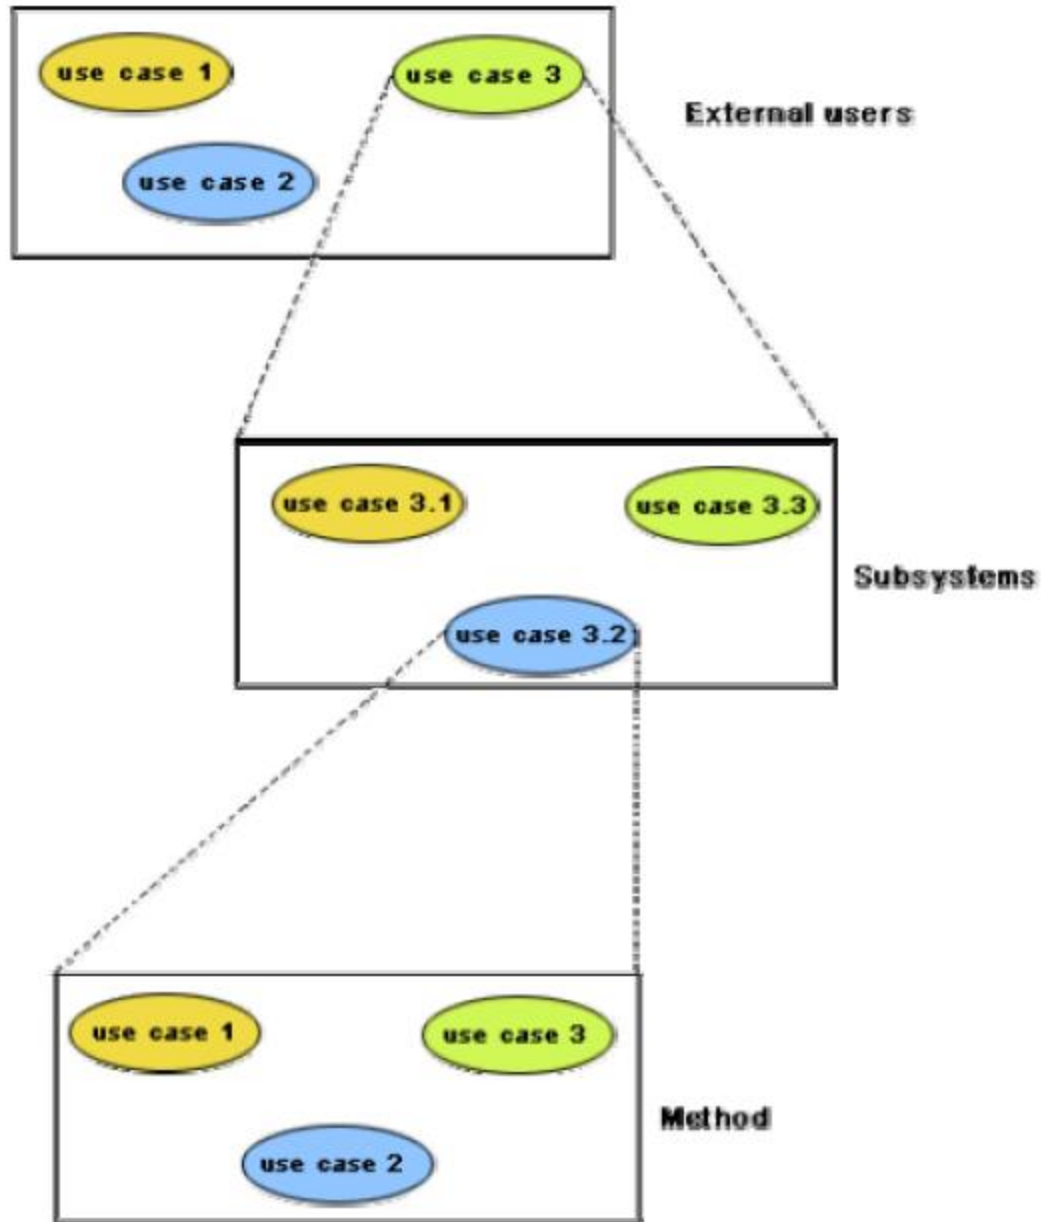 use case 1
use case 3
External users
use case 2
use case 3.1
use case 3.3
Subsystems
use case 3.2
use case 1
use case 3
Method
use case 2